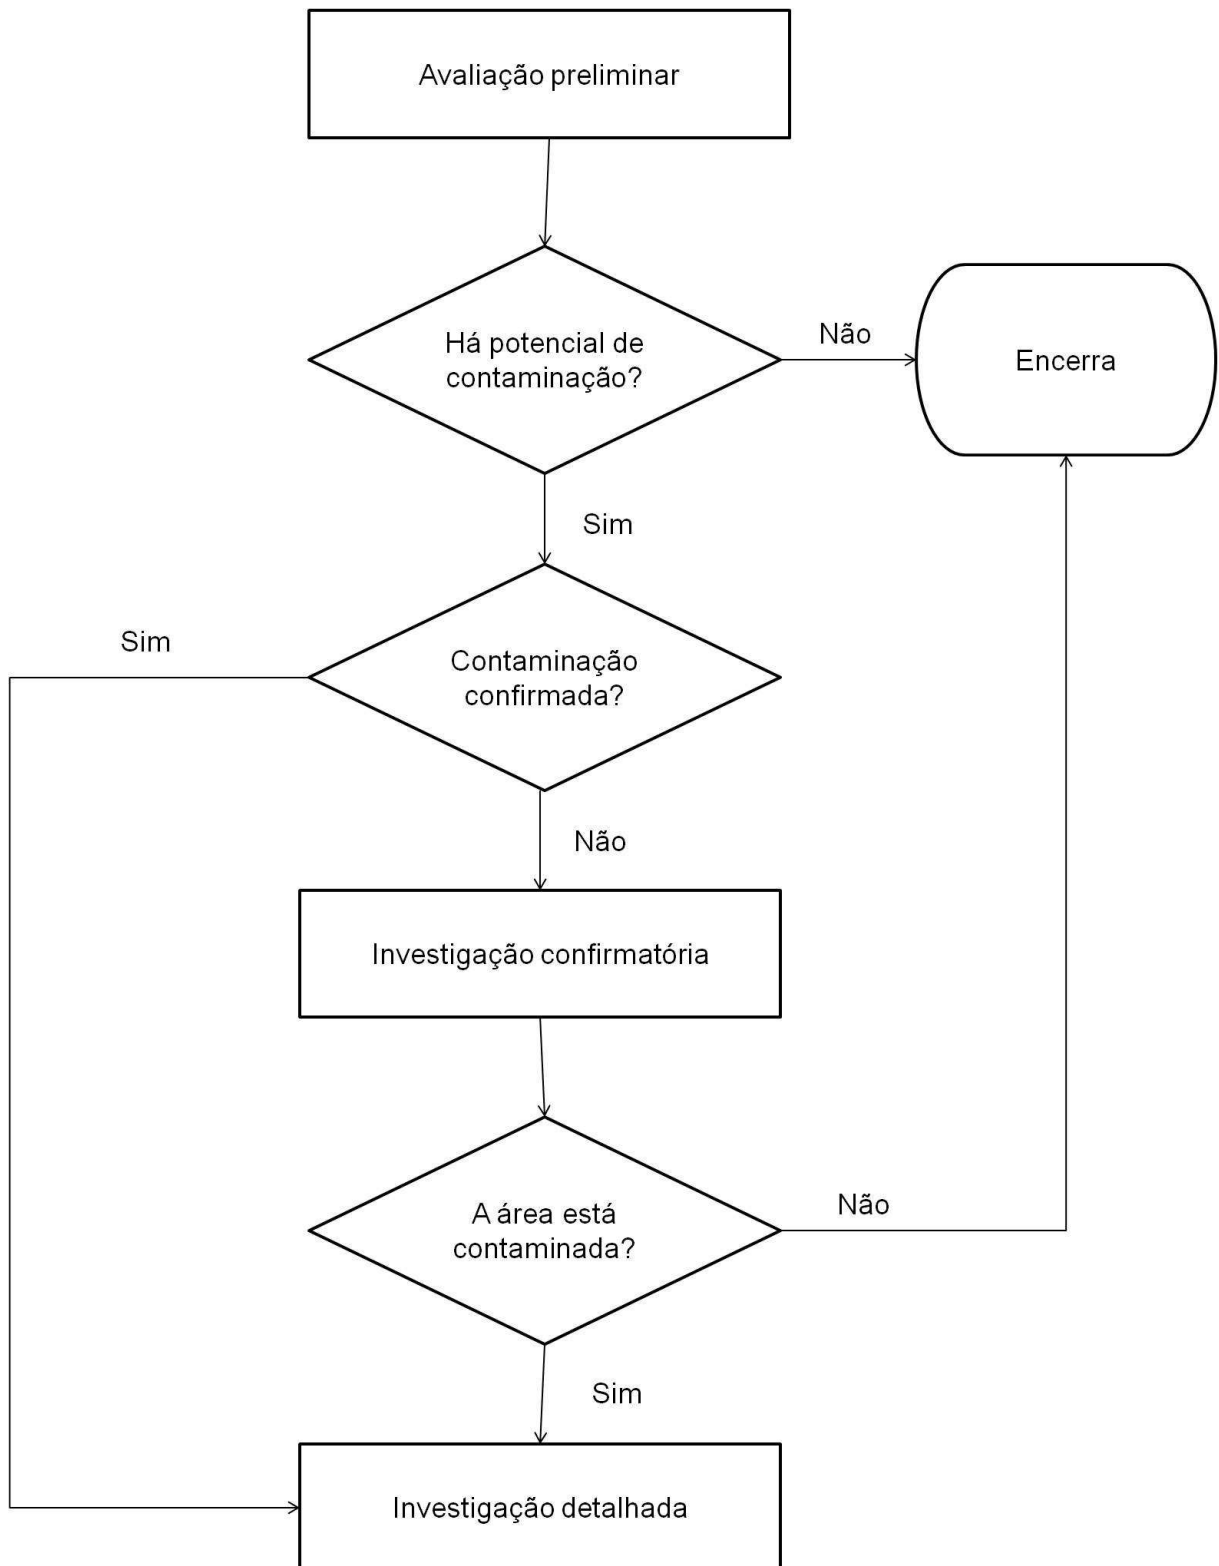 Avaliação preliminar
Há potencial de
contaminação?
Não
Encerra
Sim
Sim
Contaminação
confirmada?
Não
Investigação confirmatória
A área está
contaminada?
Não
Sim
Investigação detalhada